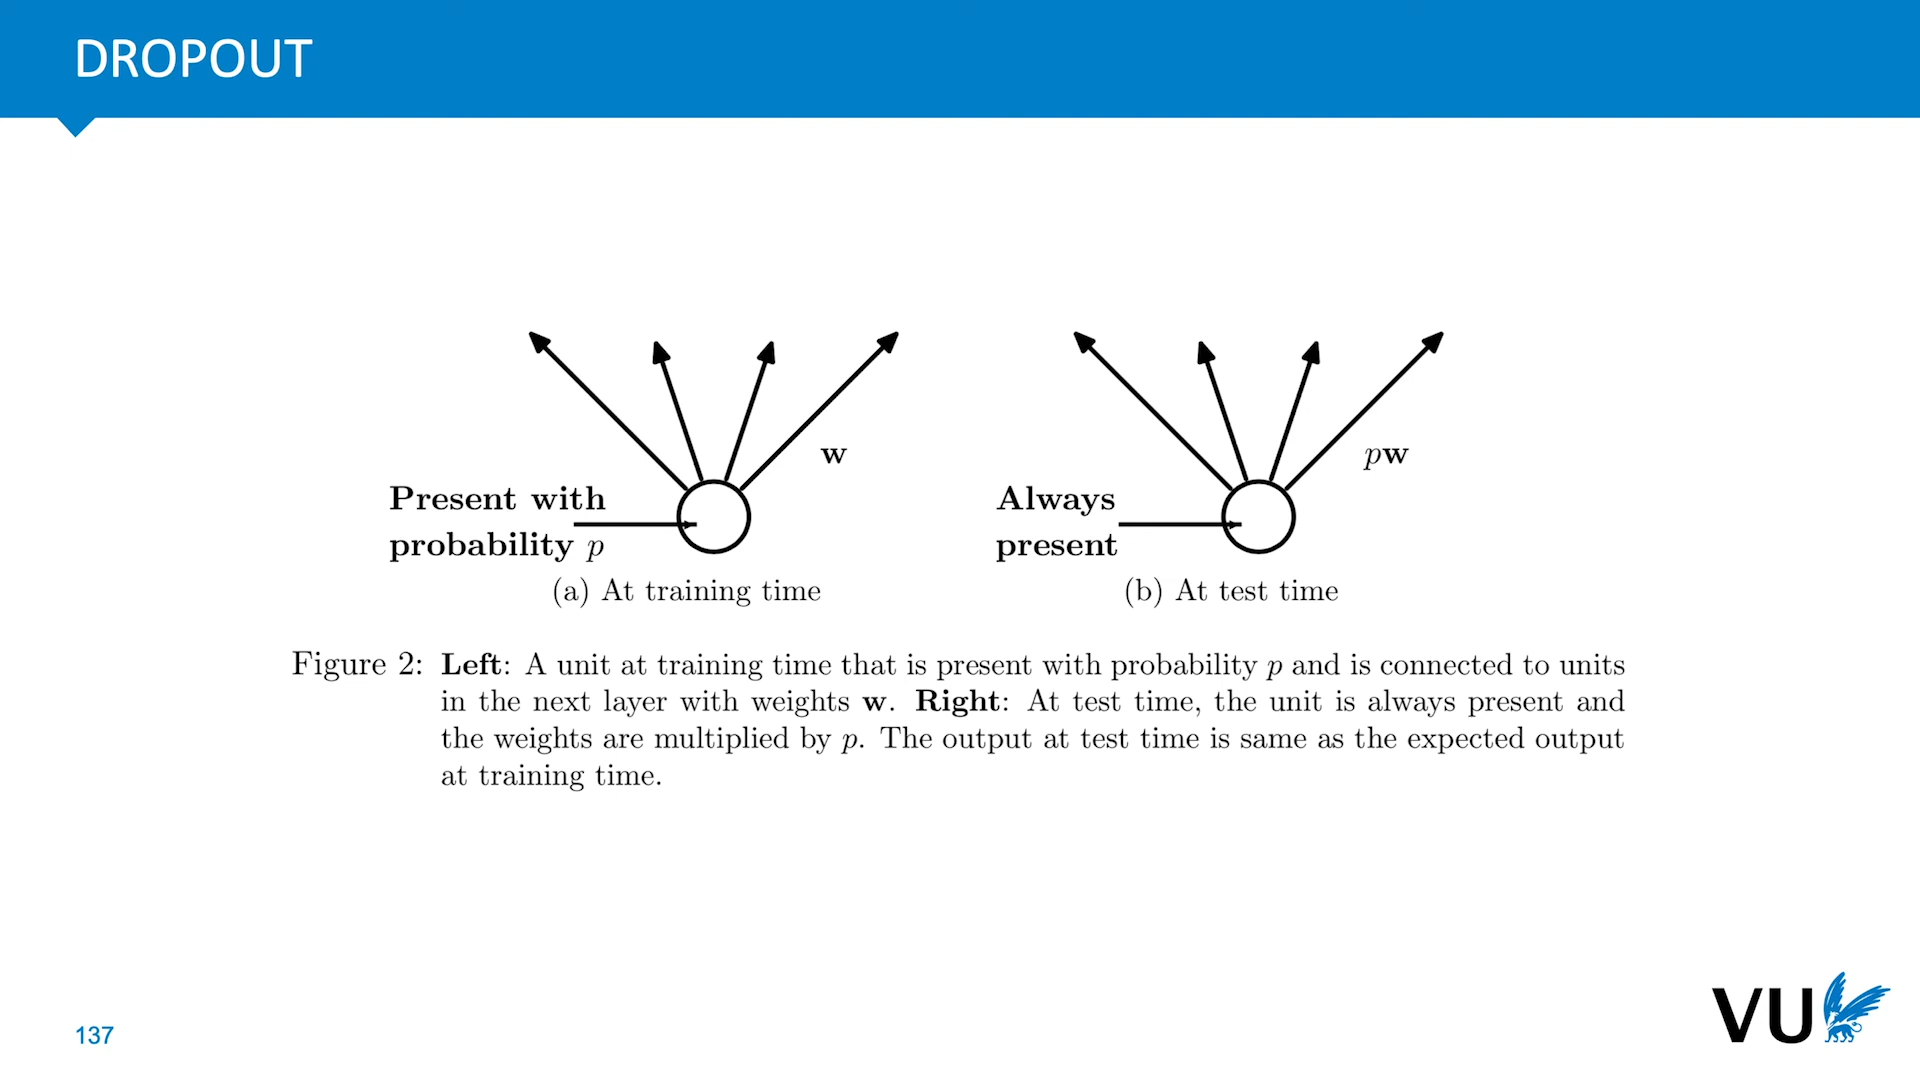 DROPOUT
w
pw
Present with
probability p
Always
present
(a) At training time
(b) At test time
Figure 2: Left: A unit at training time that is present with probability p and is connected to units
in the next layer with weights w. Right: At test time, the unit is always present and
the weights are multiplied by p. The output at test time is same as the expected output
at training time.
137
VU